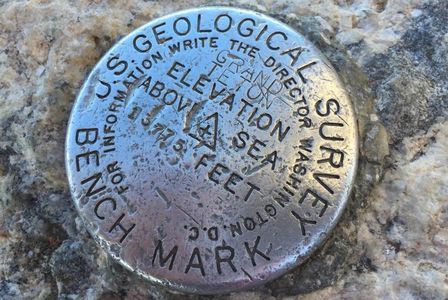 U.S. GEOLOGICAL SURVEY
FOR INFORMATION WRITE THE DIRECTOR WASHINGTON, D.C.
GRAND
TETON
ELEVATION
ABOVE SEA
13775 FEET
BENCH MARK